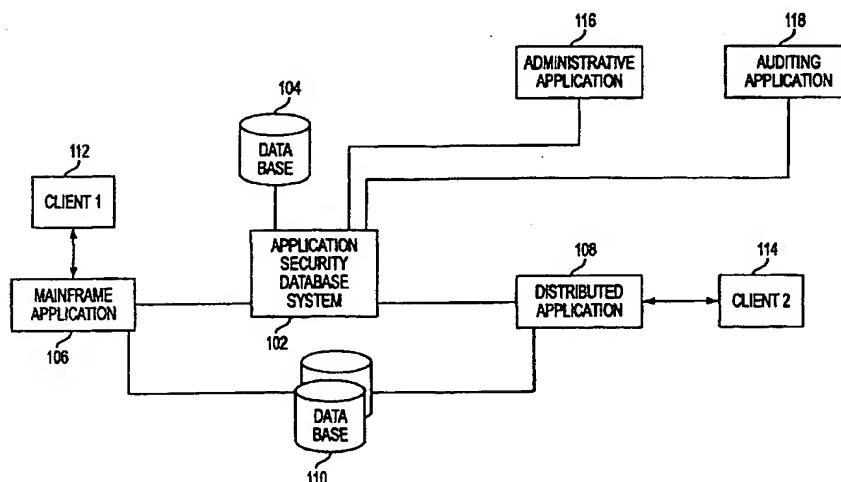 116
ADMINISTRATIVE
APPLICATION
118
AUDITING
APPLICATION
104
DATA
BASE
112
CLIENT 1
APPLICATION
SECURITY
DATABASE
SYSTEM
102
MAINFRAME
APPLICATION
106
108
DISTRIBUTED
APPLICATION
114
CLIENT 2
DATA
BASE
110